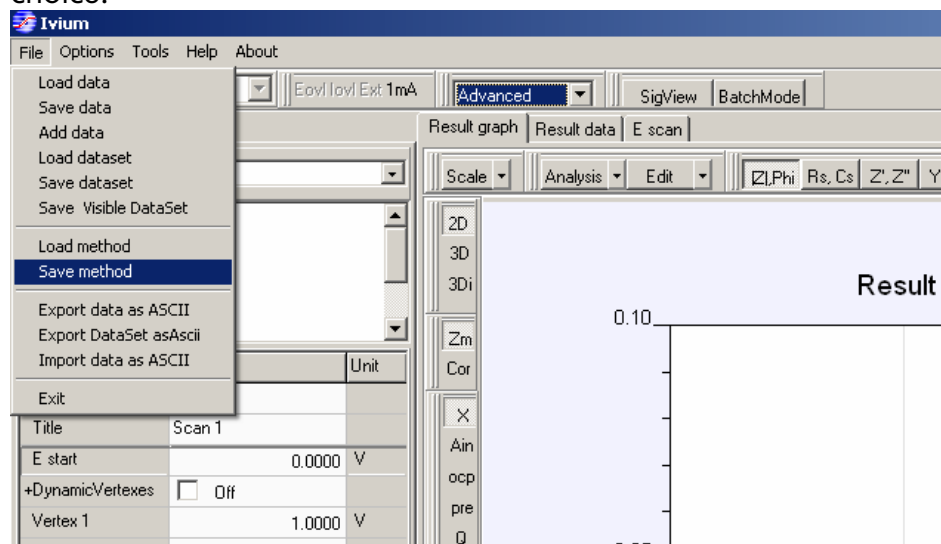 choice.
Ivium
File Options Tools Help About
Load data
Save data
Add data
Load dataset
Save dataset
Save Visible DataSet
Load method
Save method
Export data as ASCII
Export DataSet asAscii
Import data as ASCII
Exit
Eovl Iovl Ext 1mA
Advanced
SigView BatchMode
Result graph Result data E scan
Scale Analysis Edit |Z|,Phi Rs, Cs Z', Z" Y
2D
3D
3Di
Zm
Cor
X
Ain
ocp
pre
Q
Result
0.10
Unit
Title Scan 1
E start 0.0000 V
+DynamicVertexes Off
Vertex 1 1.0000 V